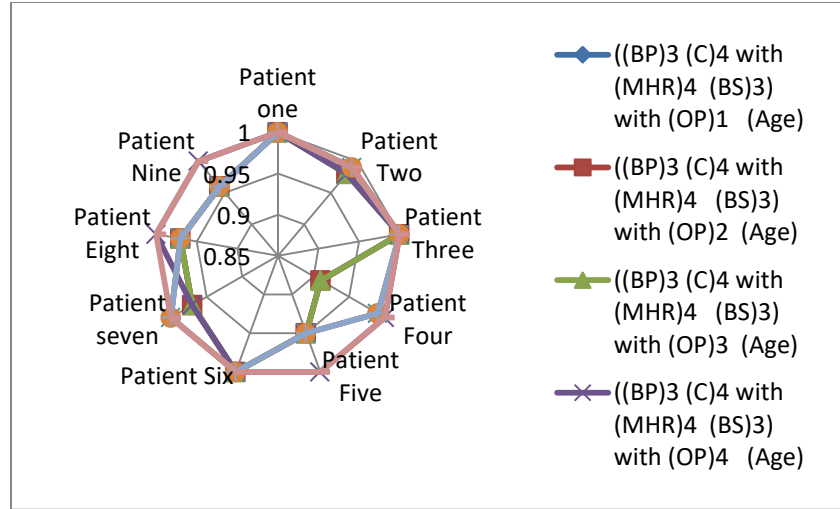 Patient
one
Patient
Two
Patient
Three
Patient
Four
Patient
Five
Patient Six
Patient
seven
Patient
Eight
Patient
Nine
1
0.95
0.9
0.85
((BP)3 (C)4 with
(MHR)4 (BS)3)
with (OP)1 (Age)
((BP)3 (C)4 with
(MHR)4 (BS)3)
with (OP)2 (Age)
((BP)3 (C)4 with
(MHR)4 (BS)3)
with (OP)3 (Age)
((BP)3 (C)4 with
(MHR)4 (BS)3)
with (OP)4 (Age)